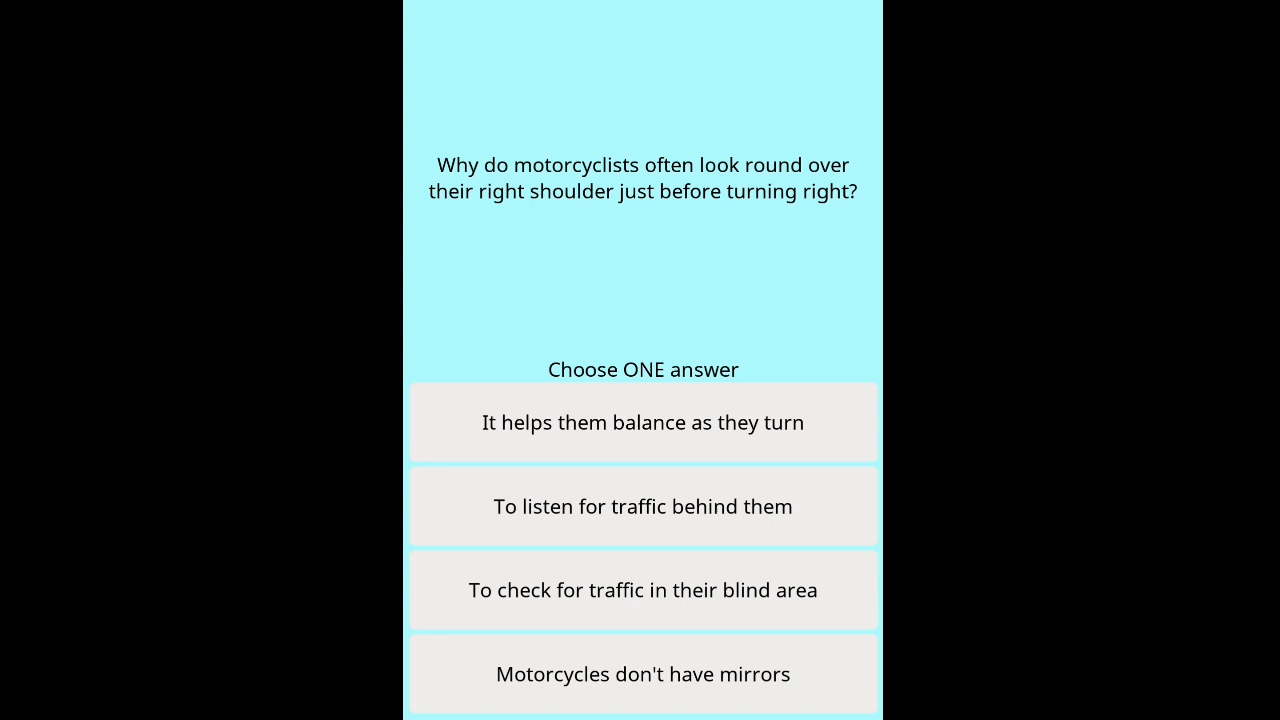 Why do motorcyclists often look round over
their right shoulder just before turning right?
Choose ONE answer
It helps them balance as they turn
To listen for traffic behind them
To check for traffic in their blind area
Motorcycles don't have mirrors